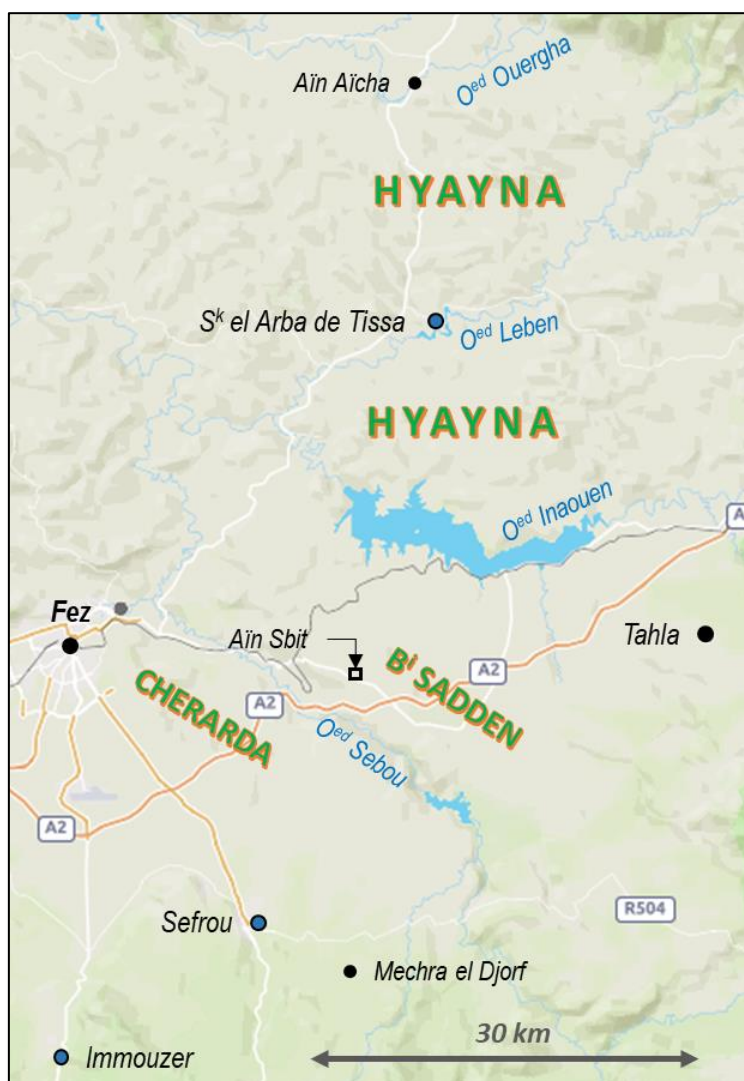 Aïn Aïcha
Oed Ouergha
HYAYNA
Sk el Arba de Tissa
Oed Leben
HYAYNA
Oed Inaouen
A
Fez
Aïn Sbit
Tahla
Bi SADDEN
A2
CHERARDA
A2
Oed Sebou
A2
Sefrou
R504
Mechra el Djorf
30 km
Immouzer